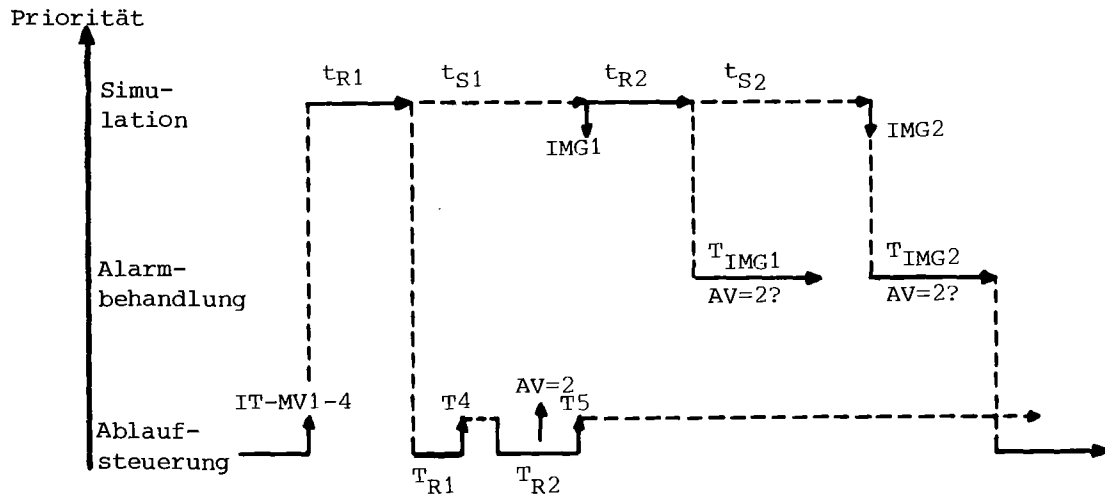 Priorität
Simu-
lation
tR1
tS1
tR2
tS2
IMG1
IMG2
Alarm-
behandlung
TIMG1
AV=2?
TIMG2
AV=2?
IT-MV1-4
T4
AV=2
T5
Ablauf-
steuerung
TR1
TR2